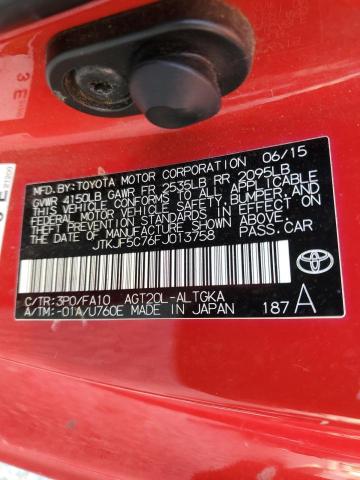 MFD.BY:TOYOTA MOTOR CORPORATION 06/15
GVWR 4150LB GAWR FR 2535LB RR 2095LB
THIS VEHICLE CONFORMS TO ALL APPLICABLE
FEDERAL MOTOR VEHICLE SAFETY, BUMPER, AND
THEFT PREVENTION STANDARDS IN EFFECT ON
THE DATE OF MANUFACTURE SHOWN ABOVE.
JTKJF5C76FJ013758 PASS.CAR
C/TR:3P0/FA10 AGT20L-ALTGKA
A/TM:-01A/U760E MADE IN JAPAN 187 A
3 E